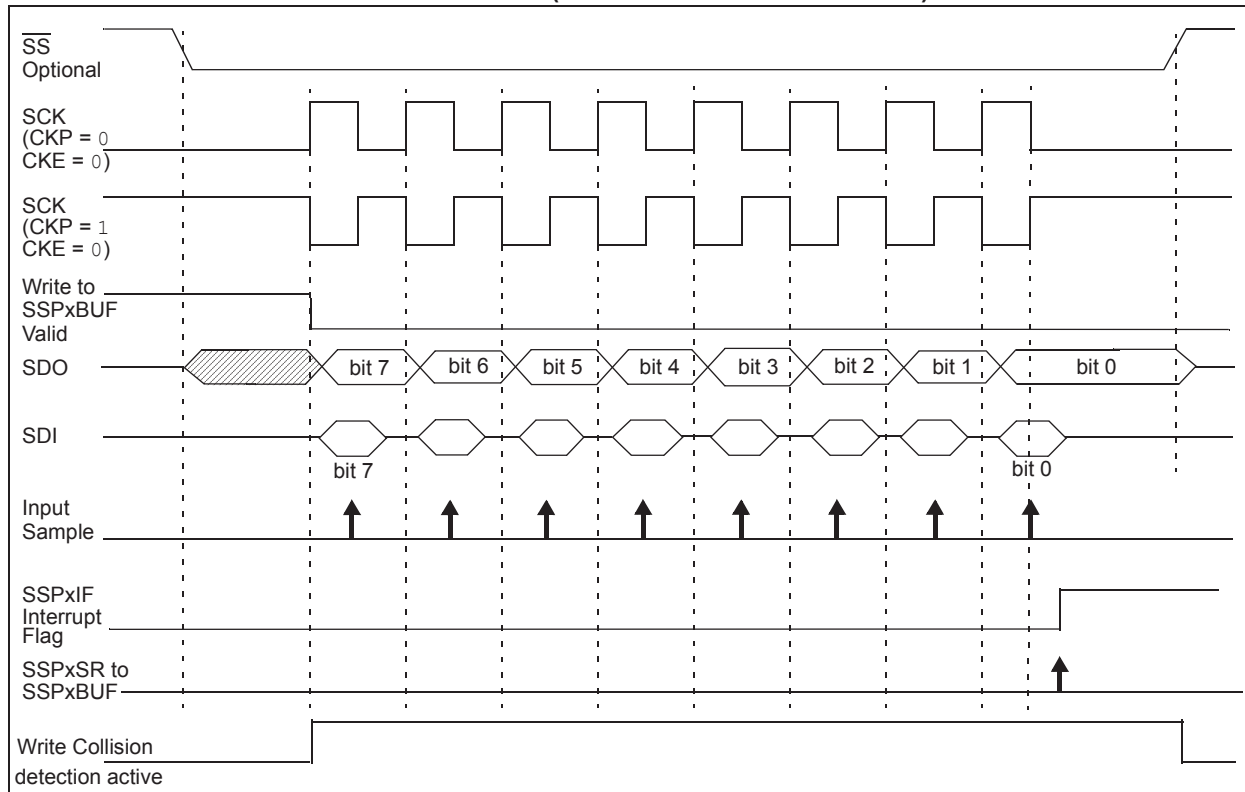 SS
Optional
SCK
(CKP = 0
CKE = 0)
SCK
(CKP = 1
CKE = 0)
Write to
SSPxBUF
Valid
SDO
bit 7 bit 6 bit 5 bit 4 bit 3 bit 2 bit 1 bit 0
SDI
bit 7 bit 0
Input
Sample
SSPxIF
Interrupt
Flag
SSPxSR to
SSPxBUF
Write Collision
detection active